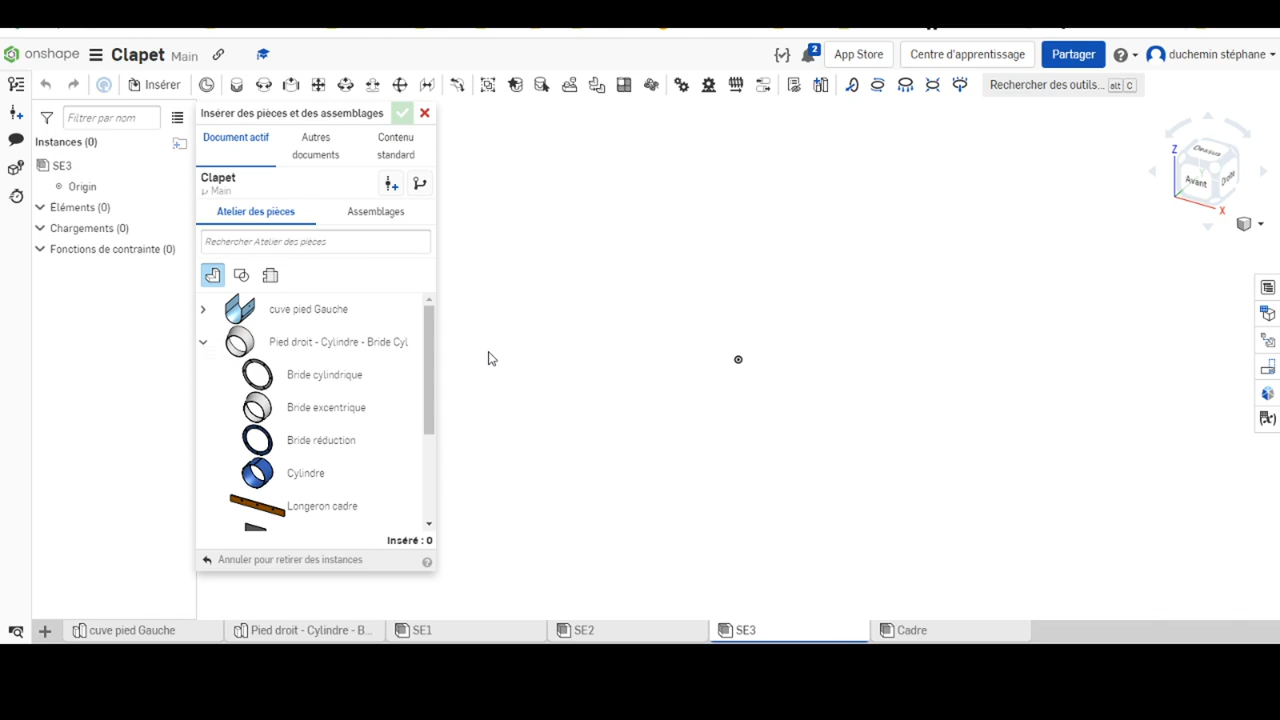 onshape Clapet Main 2 App Store Centre d'apprentissage Partager duchemin stéphane
Insérer Rechercher des outils... alt C
Filtrer par nom
Instances (0)
SE3
Origin
Éléments (0)
Chargements (0)
Fonctions de contrainte (0)
Insérer des pièces et des assemblages
Document actif
Autres
documents
Contenu
standard
Clapet
Main
Atelier des pièces Assemblages
Rechercher Atelier des pièces
cuve pied Gauche
Pied droit - Cylindre - Bride Cyl
Bride cylindrique
Bride excentrique
Bride réduction
Cylindre
Longeron cadre
Inséré : 0
Annuler pour retirer des instances
Dessus
Avant
Droite
Z
X
cuve pied Gauche Pied droit - Cylindre - B... SE1 SE2 SE3 Cadre